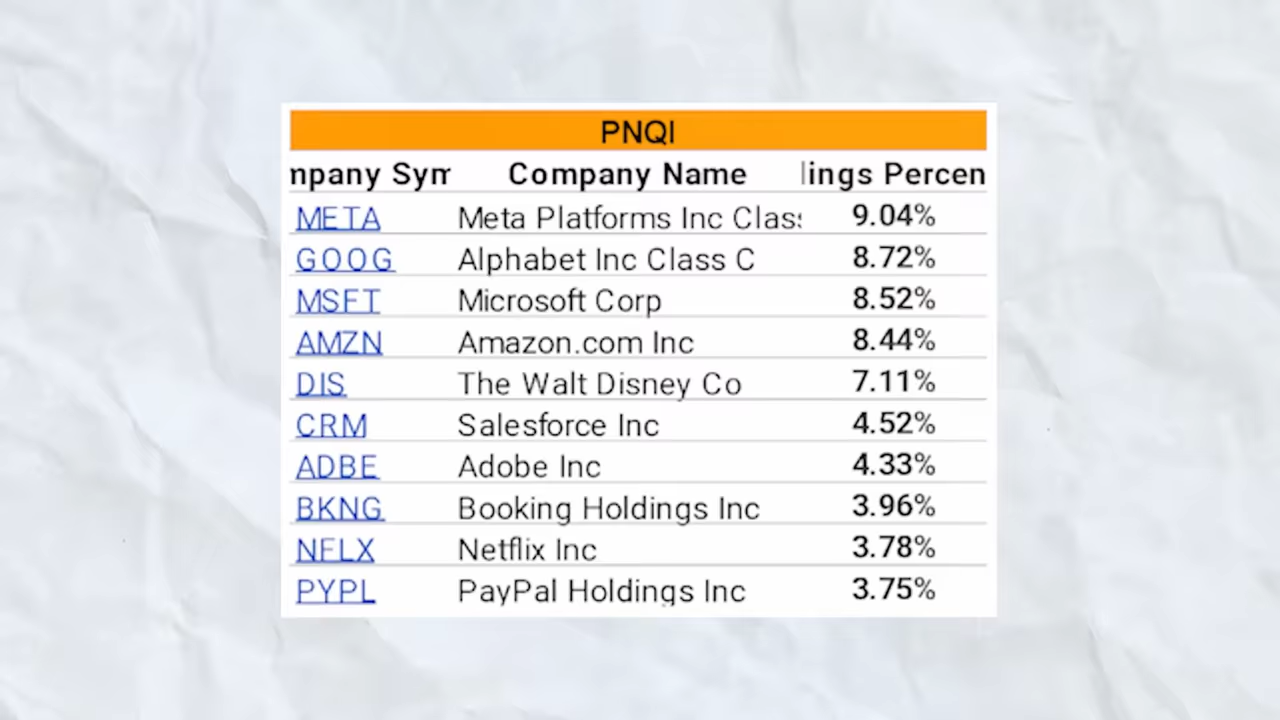 PNQI
mpany Sym Company Name lings Percen
META Meta Platforms Inc Class 9.04%
GOOG Alphabet Inc Class C 8.72%
MSFT Microsoft Corp 8.52%
AMZN Amazon.com Inc 8.44%
DIS The Walt Disney Co 7.11%
CRM Salesforce Inc 4.52%
ADBE Adobe Inc 4.33%
BKNG Booking Holdings Inc 3.96%
NFLX Netflix Inc 3.78%
PYPL PayPal Holdings Inc 3.75%